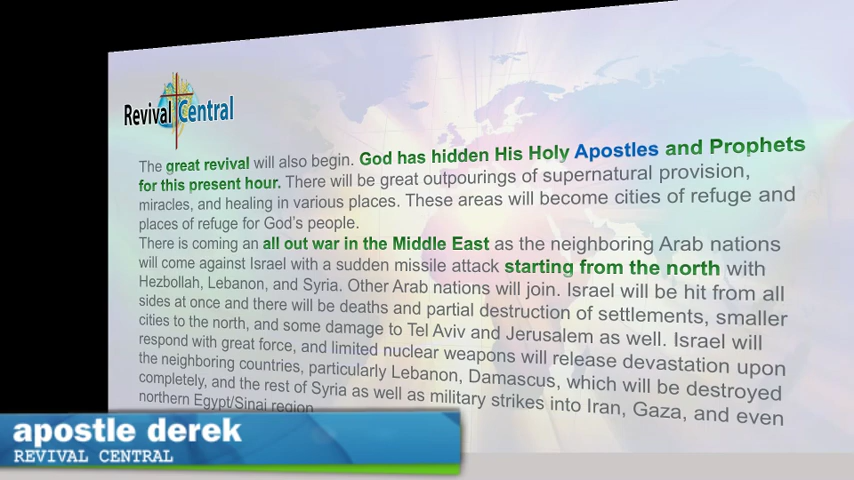 Revival Central
The great revival will also begin. God has hidden His Holy Apostles and Prophets
for this present hour. There will be great outpourings of supernatural provision,
miracles, and healing in various places. These areas will become cities of refuge and
places of refuge for God's people.
There is coming an all out war in the Middle East as the neighboring Arab nations
will come against Israel with a sudden missile attack starting from the north with
Hezbollah, Lebanon, and Syria. Other Arab nations will join. Israel will be hit from all
sides at once and there will be deaths and partial destruction of settlements, smaller
cities to the north, and some damage to Tel Aviv and Jerusalem as well. Israel will
respond with great force, and limited nuclear weapons will release devastation upon
the neighboring countries, particularly Lebanon, Damascus, which will be destroyed
completely, and the rest of Syria as well as military strikes into Iran, Gaza, and even
northern Egypt/Sinai region
apostle derek
REVIVAL CENTRAL